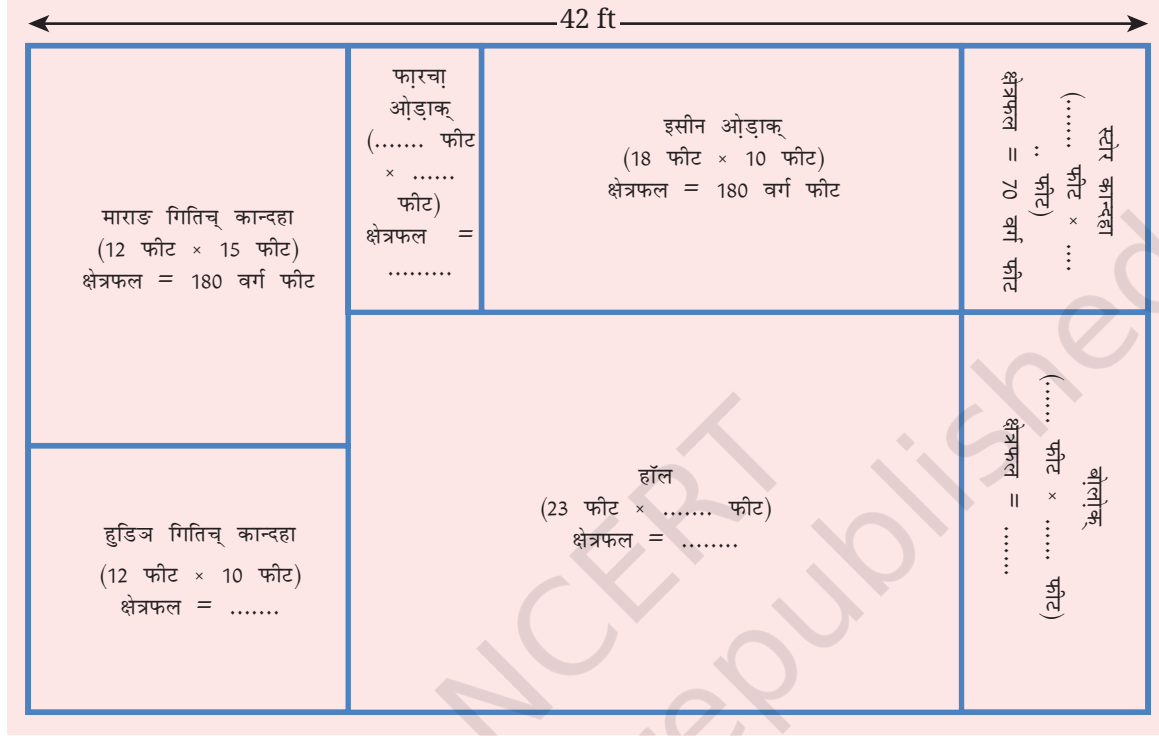 42 ft
माराङ गितिच् कान्दहा
(12 फीट × 15 फीट)
क्षेत्रफल = 180 वर्ग फीट
फा़रचा़
ओ़डा़क्
(....... फीट
× ......
फीट)
क्षेत्रफल =
.........
इसीन ओ़डा़क्
(18 फीट × 10 फीट)
क्षेत्रफल = 180 वर्ग फीट
स्टोर कान्दहा
(....... फीट × ....
.. फीट)
क्षेत्रफल = 70 वर्ग फीट
हुडिञ गितिच् कान्दहा
(12 फीट × 10 फीट)
क्षेत्रफल = .......
हॉल
(23 फीट × ....... फीट)
क्षेत्रफल = ........
बो़लो़क्
(...... फीट × ....... फीट)
क्षेत्रफल = .......
NCERT
republished